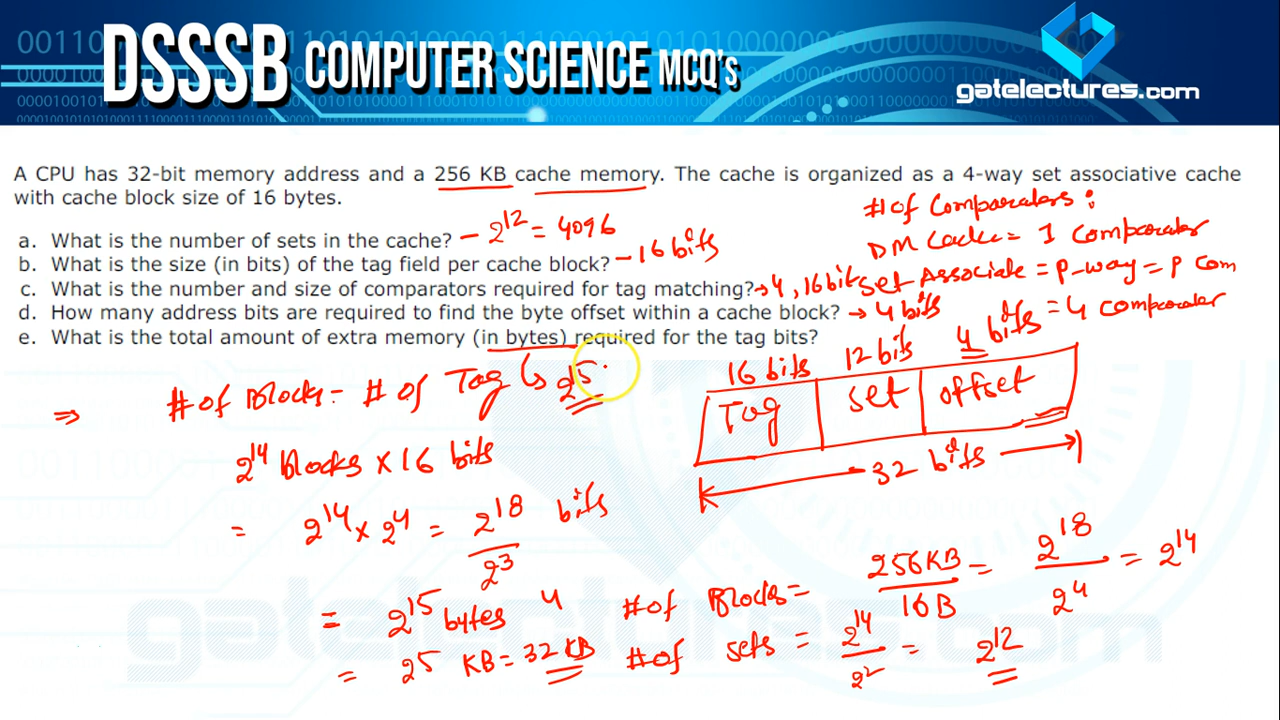 DSSSB COMPUTER SCIENCE MCQ's
gatelectures.com
A CPU has 32-bit memory address and a 256 KB cache memory. The cache is organized as a 4-way set associative cache
with cache block size of 16 bytes.
# of Comparators :
a. What is the number of sets in the cache? - 2^12 = 4096
DM Cache = 1 Comparator
b. What is the size (in bits) of the tag field per cache block? - 16 bits
Set Associate = P-way = P Com
c. What is the number and size of comparators required for tag matching? → 4, 16 bit
= 4 Comparator
d. How many address bits are required to find the byte offset within a cache block? → 4 bits
e. What is the total amount of extra memory (in bytes) required for the tag bits?
16 bits 12 bits 4 bits
Tag set offset
32 bits
⇒ # of Blocks = # of Tag ↳ 2^15.
2^14 blocks × 16 bits
= 2^14 × 2^4 = 2^18 / 2^3 bits
= 2^15 bytes
= 2^5 KB = 32 KB
# of Blocks = 256 KB / 16 B = 2^18 / 2^4 = 2^14
# of sets = 2^14 / 2^2 = 2^12
gatelectures.com